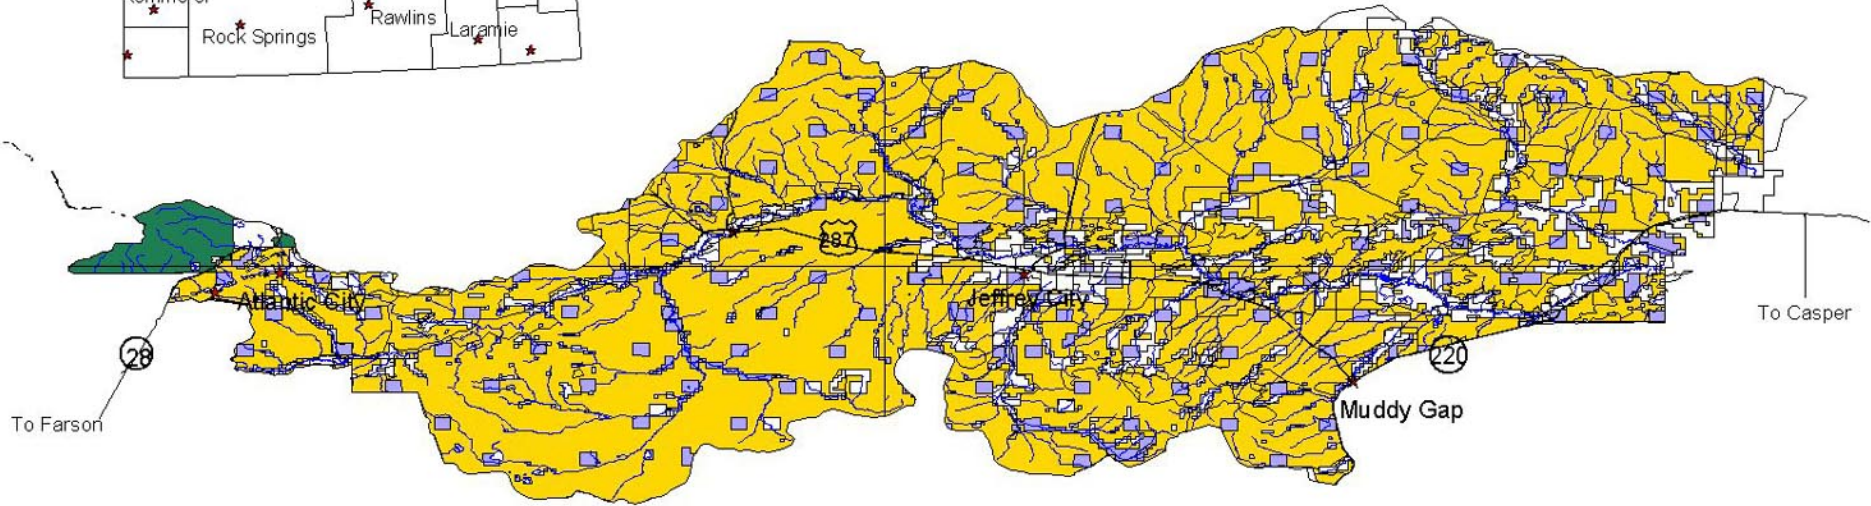 Rawlins
Rock Springs
Laramie
287
Atlantic City
Jeffrey City
To Casper
28
220
Muddy Gap
To Farson